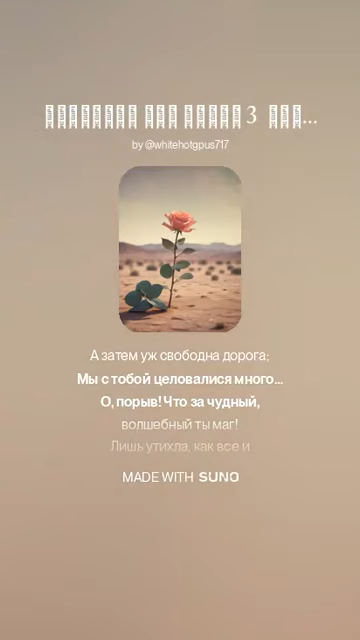 3
by @whitehotgpus717
А затем уж свободна дорога;
Мы с тобой целовалися много...
О, порыв! Что за чудный,
волшебный ты маг!
Лишь утихла, как все и
MADE WITH SUNO